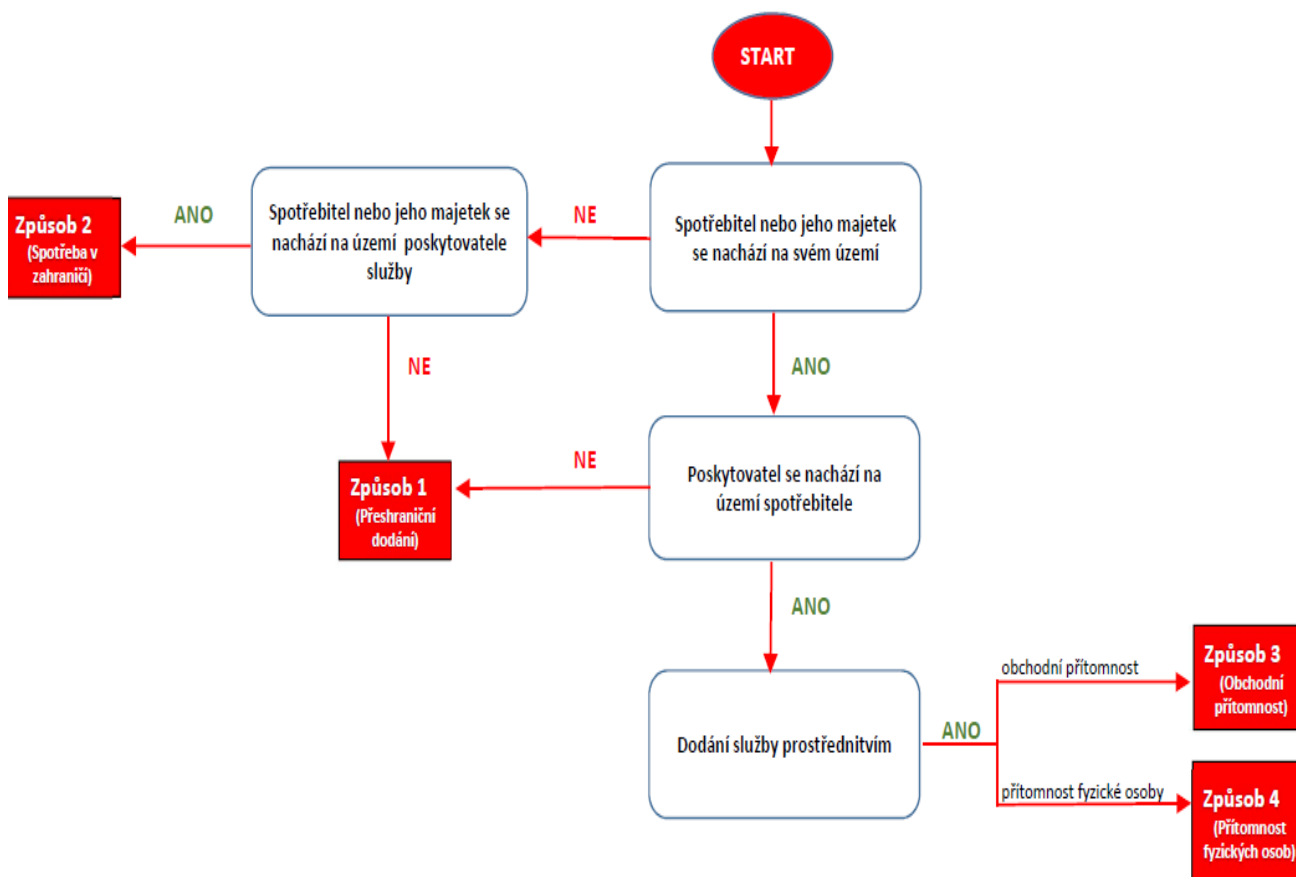 START
Způsob 2
(Spotřeba v
zahraničí)
ANO
Spotřebitel nebo jeho majetek se
nachází na území poskytovatele
služby
NE
Spotřebitel nebo jeho majetek
se nachází na svém území
NE
ANO
Způsob 1
(Přeshraniční
dodání)
NE
Poskytovatel se nachází na
území spotřebitele
ANO
Dodání služby prostřednitvím
ANO
obchodní přítomnost
Způsob 3
(Obchodní
přítomnost)
přítomnost fyzické osoby
Způsob 4
(Přítomnost
fyzických osob)